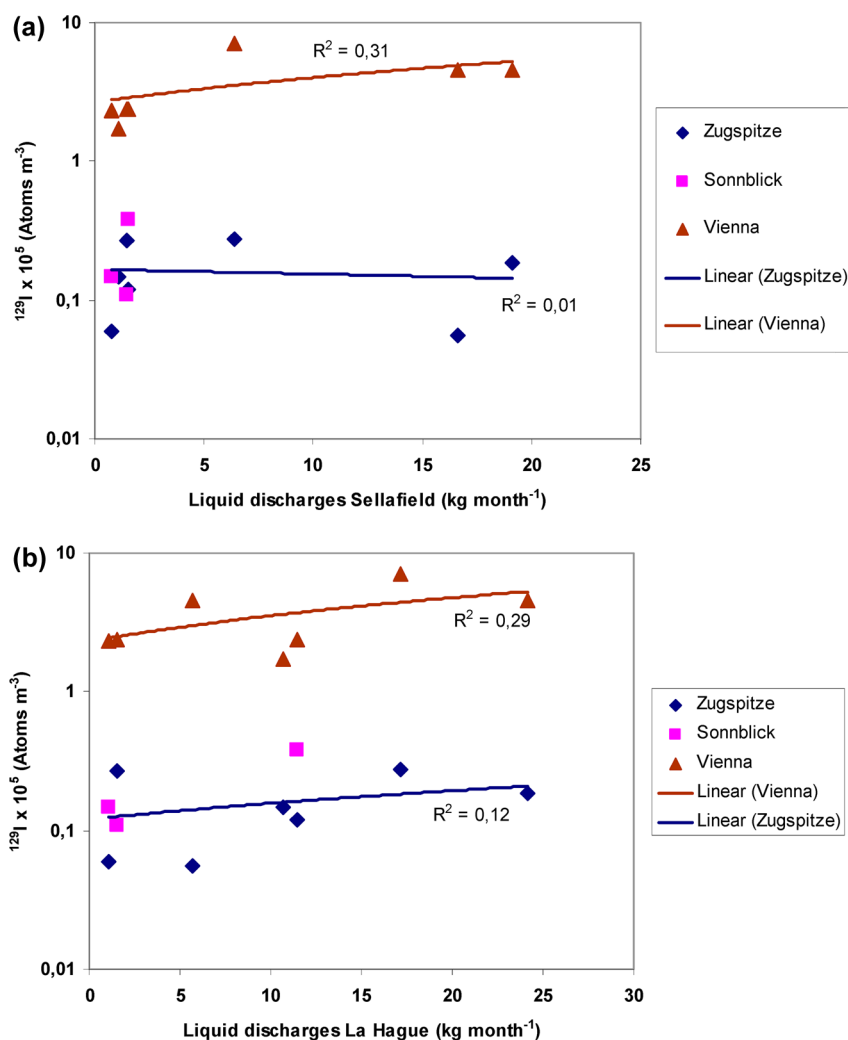 (a)
10
1
0,1
0,01
¹²⁹I x 10⁵ (Atoms m⁻³)
R² = 0,31
R² = 0,01
0 5 10 15 20 25
Liquid discharges Sellafield (kg month⁻¹)
Zugspitze
Sonnblick
Vienna
Linear (Zugspitze)
Linear (Vienna)
(b)
10
1
0,1
0,01
¹²⁹I x 10⁵ (Atoms m⁻³)
R² = 0,29
R² = 0,12
0 5 10 15 20 25 30
Liquid discharges La Hague (kg month⁻¹)
Zugspitze
Sonnblick
Vienna
Linear (Vienna)
Linear (Zugspitze)